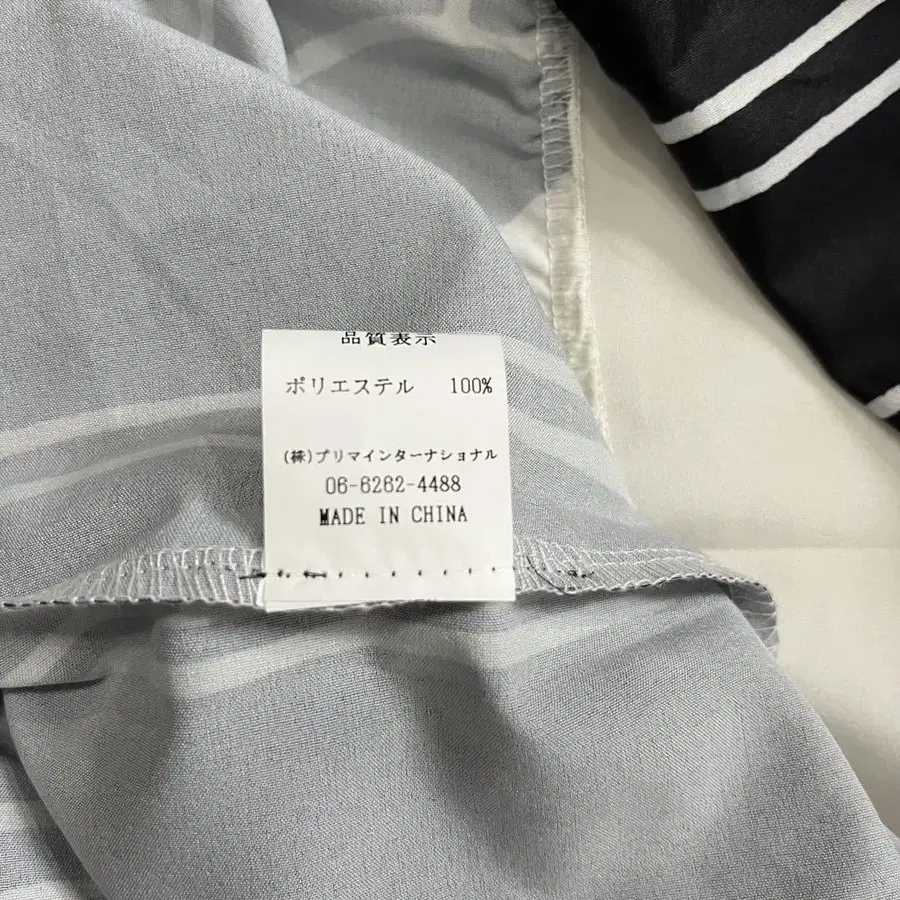 品質表示
ポリエステル 100%
(株)プリマインターナショナル
06-6262-4488
MADE IN CHINA